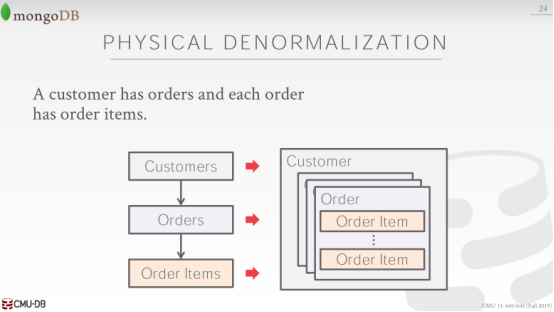 mongoDB
24
PHYSICAL DENORMALIZATION
A customer has orders and each order
has order items.
Customers
Orders
Order Items
Customer
Order
Order Item
⋮
Order Item
CMU·DB
CMU 15-445/645 (Fall 2019)